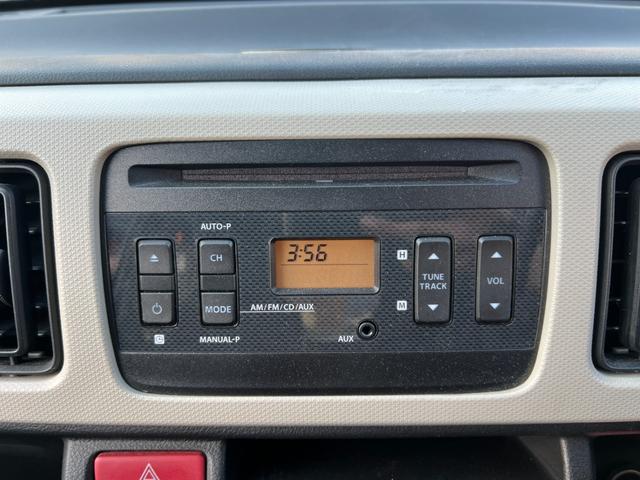 AUTO-P
CH
3:56
H
TUNE
TRACK
VOL
MODE
AM/FM/CD/AUX
M
MANUAL-P
AUX